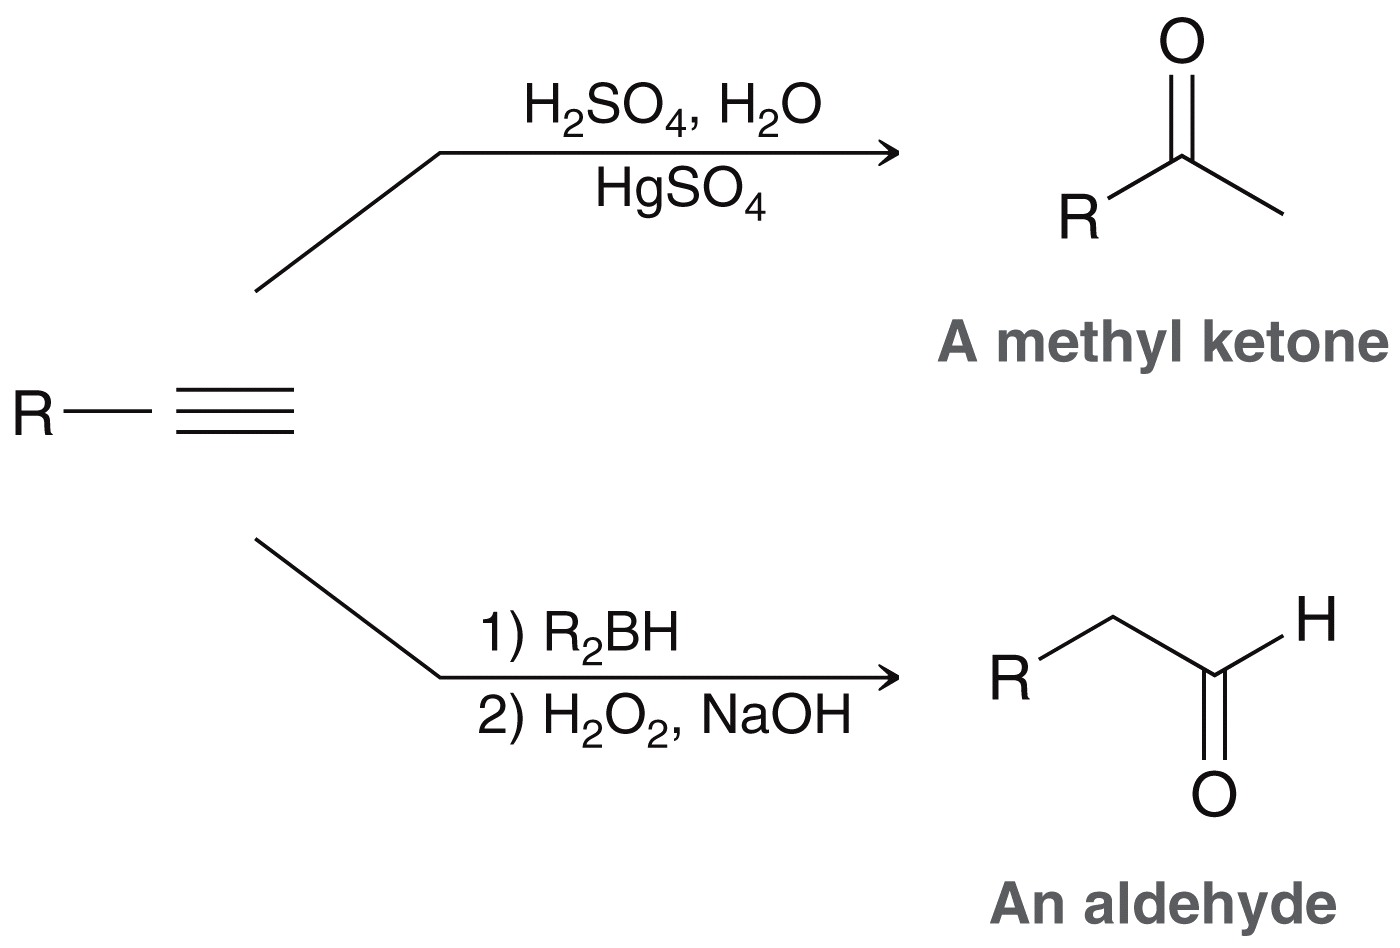 O
H₂SO₄, H₂O
HgSO₄
R
A methyl ketone
R
1) R₂BH
2) H₂O₂, NaOH
H
R
O
An aldehyde